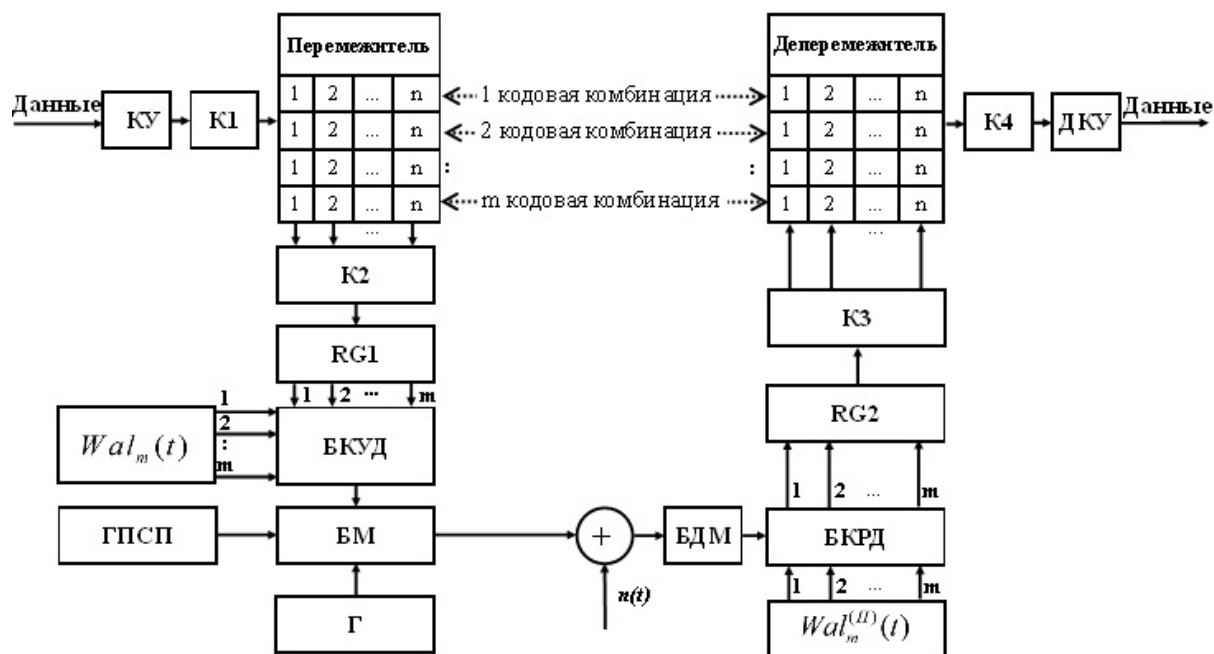 Перемежитель
Деперемежитель
Данные
КУ
К1
1 2 ... n
1 2 ... n
1 2 ... n
1 2 ... n
...
1 кодовая комбинация
2 кодовая комбинация
: :
m кодовая комбинация
1 2 ... n
1 2 ... n
1 2 ... n
1 2 ... n
...
К4
ДКУ
Данные
К2
К3
RG1
1 2 ... m
RG2
Wal_m(t)
1
2
:
m
БКУД
1 2 ... m
ГПСП
БМ
+
БДМ
БКРД
n(t)
1 2 ... m
Г
Wal_m^(II)(t)